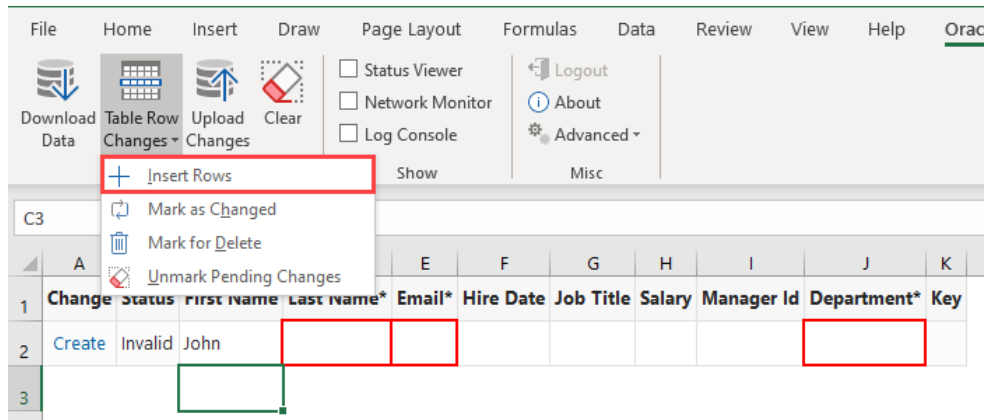 File Home Insert Draw Page Layout Formulas Data Review View Help Orac
Download Data
Table Row Changes
Upload Changes
Clear
Status Viewer
Network Monitor
Log Console
Show
Logout
About
Advanced
Misc
Insert Rows
Mark as Changed
Mark for Delete
Unmark Pending Changes
C3
A E F G H I J K
1 Change Status First Name Last Name* Email* Hire Date Job Title Salary Manager Id Department* Key
2 Create Invalid John
3